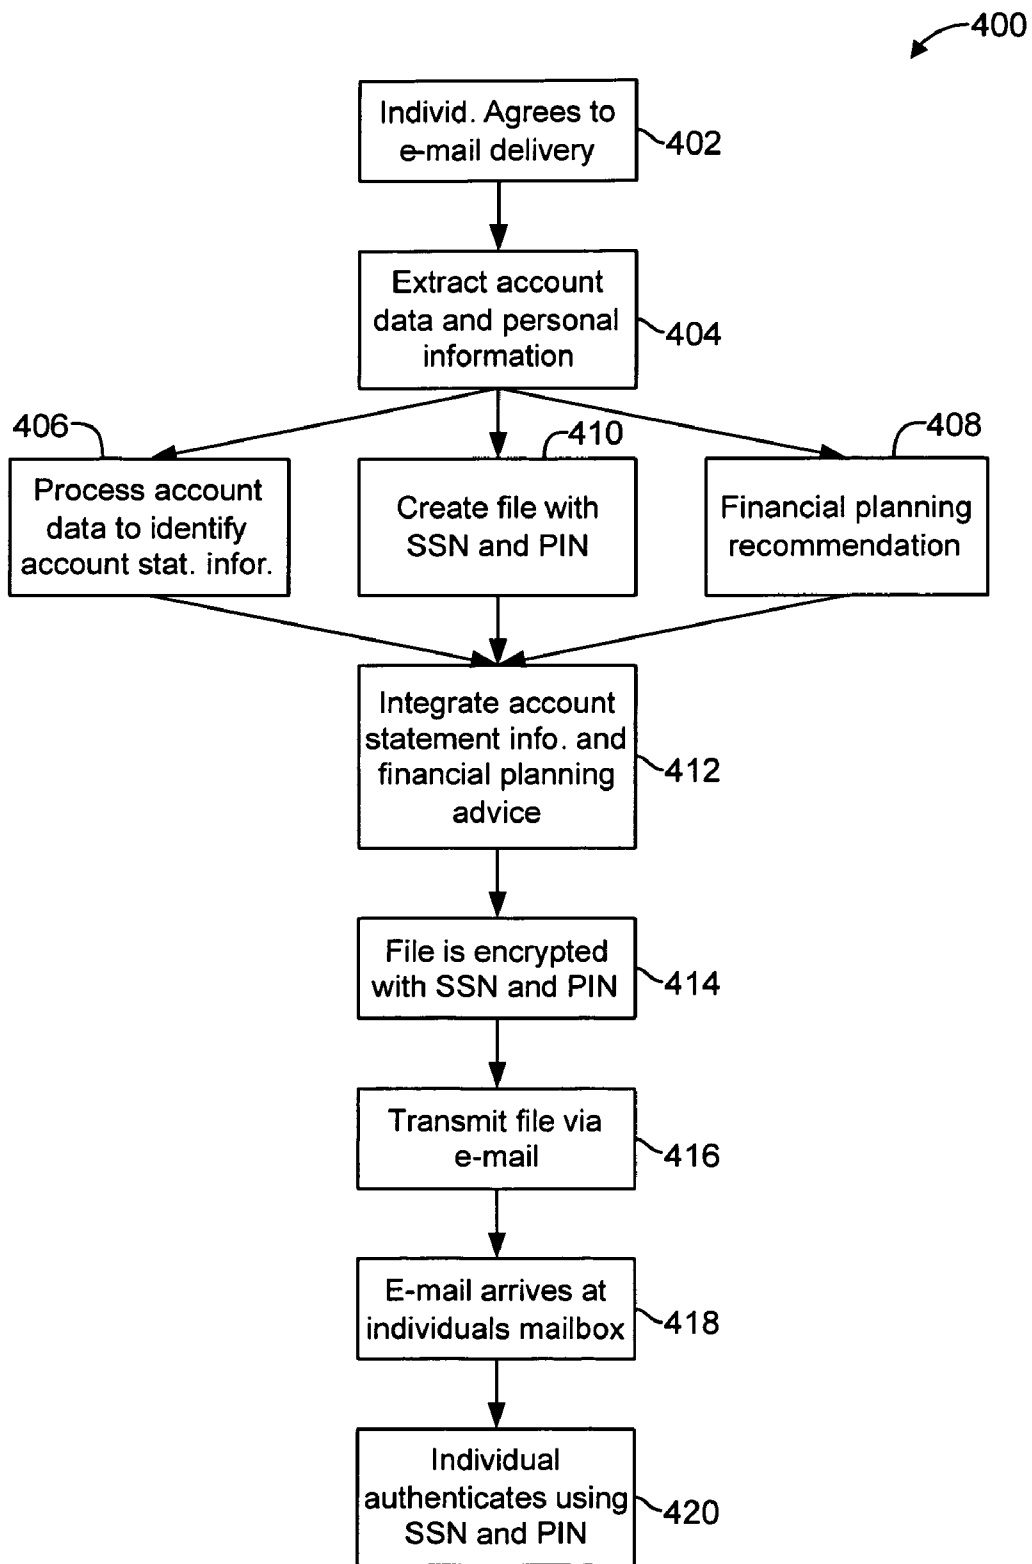 400
Individ. Agrees to
e-mail delivery
402
Extract account
data and personal
information
404
406
Process account
data to identify
account stat. infor.
410
Create file with
SSN and PIN
408
Financial planning
recommendation
Integrate account
statement info. and
financial planning
advice
412
File is encrypted
with SSN and PIN
414
Transmit file via
e-mail
416
E-mail arrives at
individuals mailbox
418
Individual
authenticates using
SSN and PIN
420